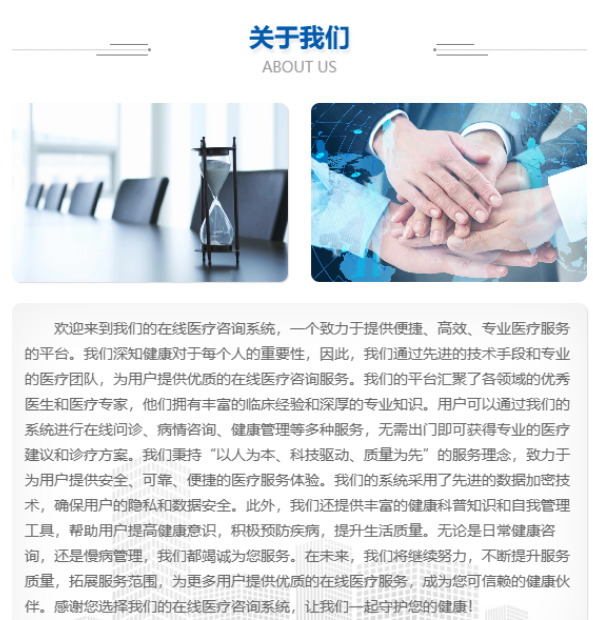 关于我们
ABOUT US
欢迎来到我们的在线医疗咨询系统，一个致力于提供便捷、高效、专业医疗服务
的平台。我们深知健康对于每个人的重要性，因此，我们通过先进的技术手段和专业
的医疗团队，为用户提供优质的在线医疗咨询服务。我们的平台汇聚了各领域的优秀
医生和医疗专家，他们拥有丰富的临床经验和深厚的专业知识。用户可以通过我们的
系统进行在线问诊、病情咨询、健康管理等多种服务，无需出门即可获得专业的医疗
建议和诊疗方案。我们秉持“以人为本、科技驱动、质量为先”的服务理念，致力于
为用户提供安全、可靠、便捷的医疗服务体验。我们的系统采用了先进的数据加密技
术，确保用户的隐私和数据安全。此外，我们还提供丰富的健康科普知识和自我管理
工具，帮助用户提高健康意识，积极预防疾病，提升生活质量。无论是日常健康咨
询，还是慢病管理，我们都竭诚为您服务。在未来，我们将继续努力，不断提升服务
质量，拓展服务范围，为更多用户提供优质的在线医疗服务，成为您可信赖的健康伙
伴。感谢您选择我们的在线医疗咨询系统，让我们一起守护您的健康！